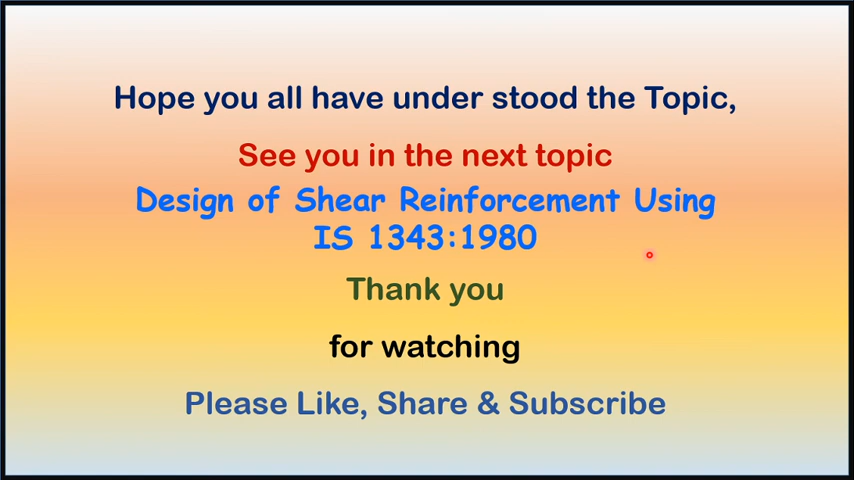 Hope you all have under stood the Topic,
See you in the next topic
Design of Shear Reinforcement Using
IS 1343:1980
Thank you
for watching
Please Like, Share & Subscribe